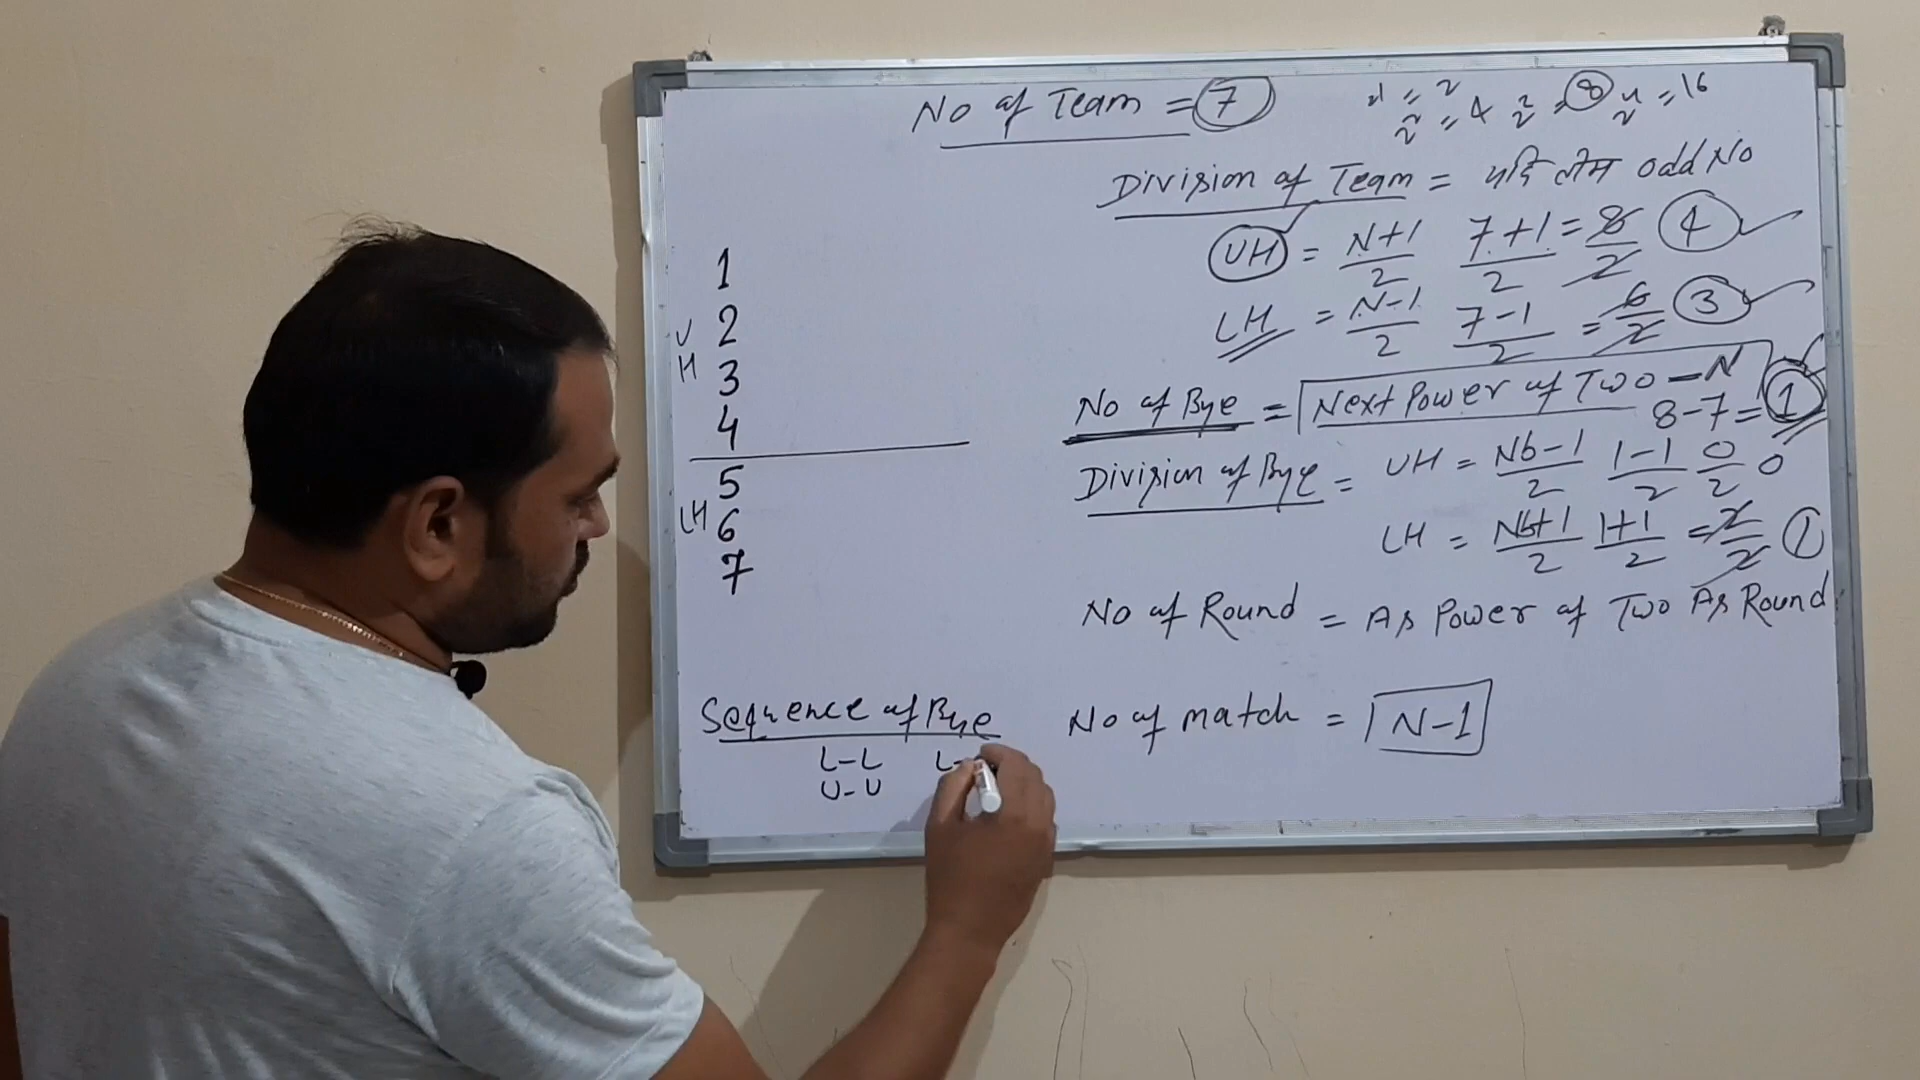 No of Team = 7
2¹ = 2
2² = 4 2³ = 8 2⁴ = 16
Division of Team = यदि टीम odd No
UH = N+1/2 7+1/2 = 8/2 4
LH = N-1/2 7-1/2 = 6/2 3
No of Bye = Next Power of Two - N
8-7 = 1
Division of Bye = UH = Nb-1/2 1-1/2 0/2 0
LH = Nb+1/2 1+1/2 = 2/2 1
No of Round = As Power of Two As Round
No of match = N-1
1
U 2
H 3
4
5
LH 6
7
Sequence of Bye
L-L L-
U-U